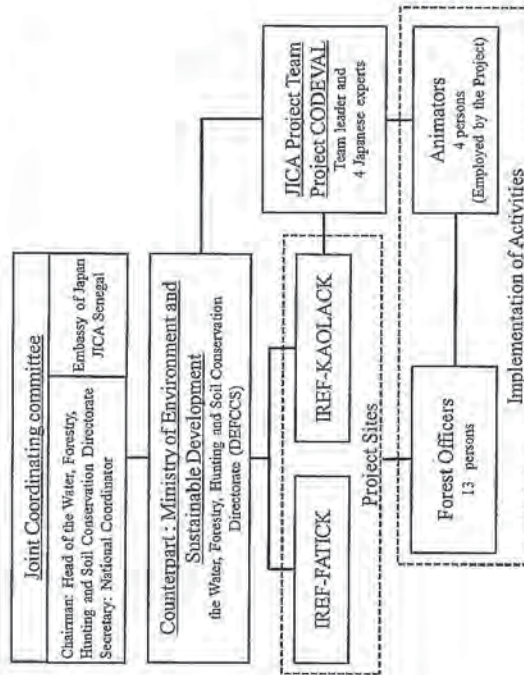 Joint Coordinating committee
Chairman: Head of the Water, Forestry,
Hunting and Soil Conservation Directorate
Secretary: National Coordinator
Embassy of Japan
JICA Senegal
Counterpart : Ministry of Environment and
Sustainable Development
the Water, Forestry, Hunting and Soil Conservation
Directorate (DEFCCS)
JICA Project Team
Project CODEVAL
Team leader and
4 Japanese experts
IREF-FATICK
IREF-KAOLACK
Project Sites
Forest Officers
13 persons
Animators
4 persons
(Employed by the Project)
Implementation of Activities